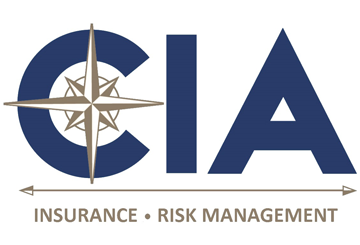 CIA
INSURANCE • RISK MANAGEMENT